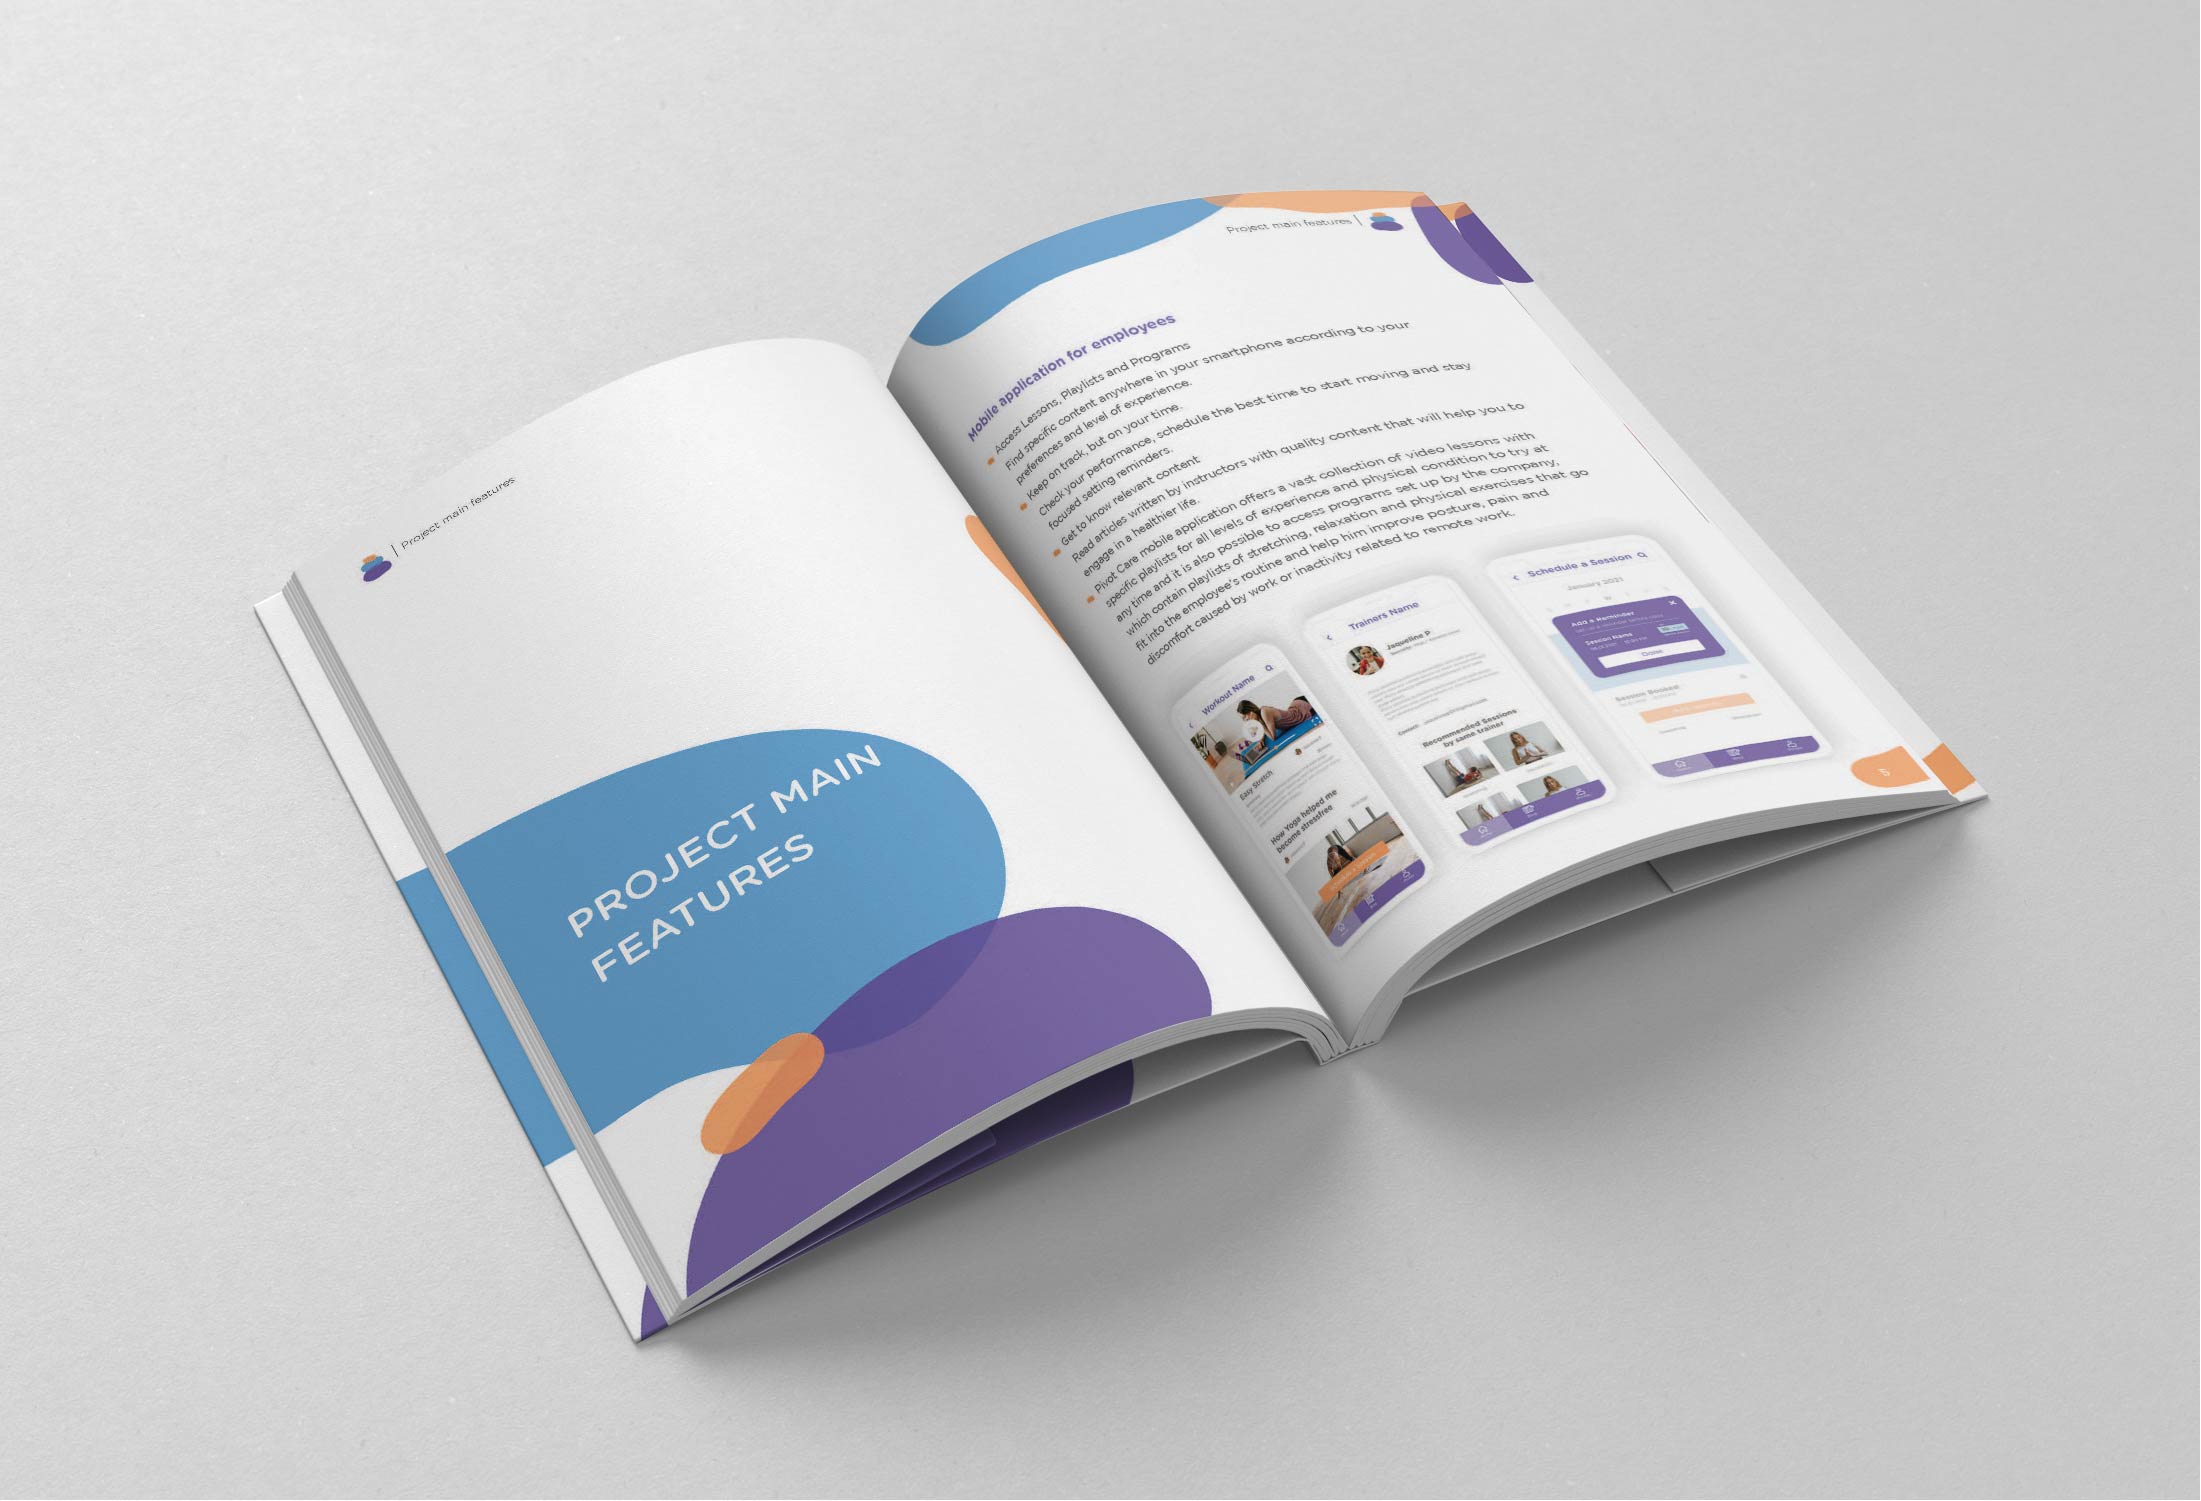 Project main features
PROJECT MAIN
FEATURES
Project main features
Mobile application for employees
Access Lessons, Playlists and Programs
Find specific content anywhere in your smartphone according to your
preferences and level of experience.
Keep on track, but on your time.
Check your performance, schedule the best time to start moving and stay
focused setting reminders.
Get to know relevant content
Read articles written by instructors with quality content that will help you to
engage in a healthier life.
Pivot Care mobile application offers a vast collection of video lessons with
specific playlists for all levels of experience and physical condition to try at
any time and it is also possible to access programs set up by the company,
which contain playlists of stretching, relaxation and physical exercises that go
fit into the employee's routine and help him improve posture, pain and
discomfort caused by work or inactivity related to remote work.
Workout Name
Easy Stretch
How Yoga helped me
become stressfree
Trainers Name
Jaqueline P
Recommended Sessions
by same trainer
Schedule a Session
January 2021
Add a Reminder
Session Name
Done
Session Booked
5